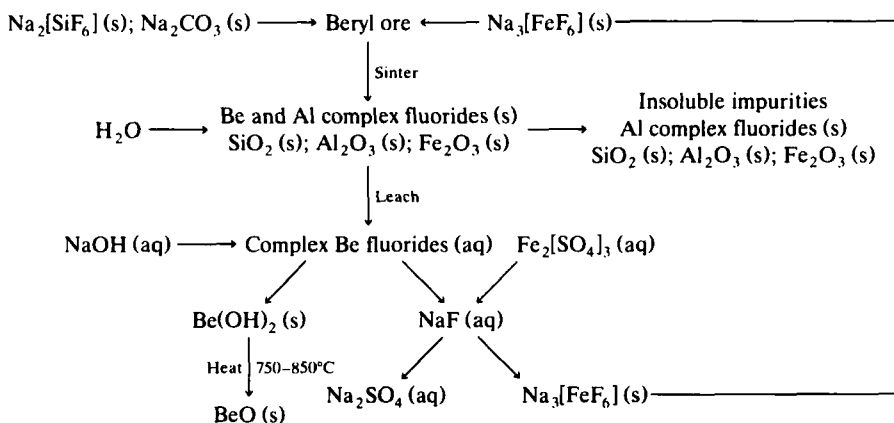 Na₂[SiF₆](s); Na₂CO₃(s) Beryl ore Na₃[FeF₆](s)
Sinter
H₂O Be and Al complex fluorides (s) Insoluble impurities
SiO₂(s); Al₂O₃(s); Fe₂O₃(s) Al complex fluorides (s)
SiO₂(s); Al₂O₃(s); Fe₂O₃(s)
Leach
NaOH(aq) Complex Be fluorides (aq) Fe₂[SO₄]₃(aq)
Be(OH)₂(s) NaF(aq)
Heat 750–850°C
BeO(s) Na₂SO₄(aq) Na₃[FeF₆](s)